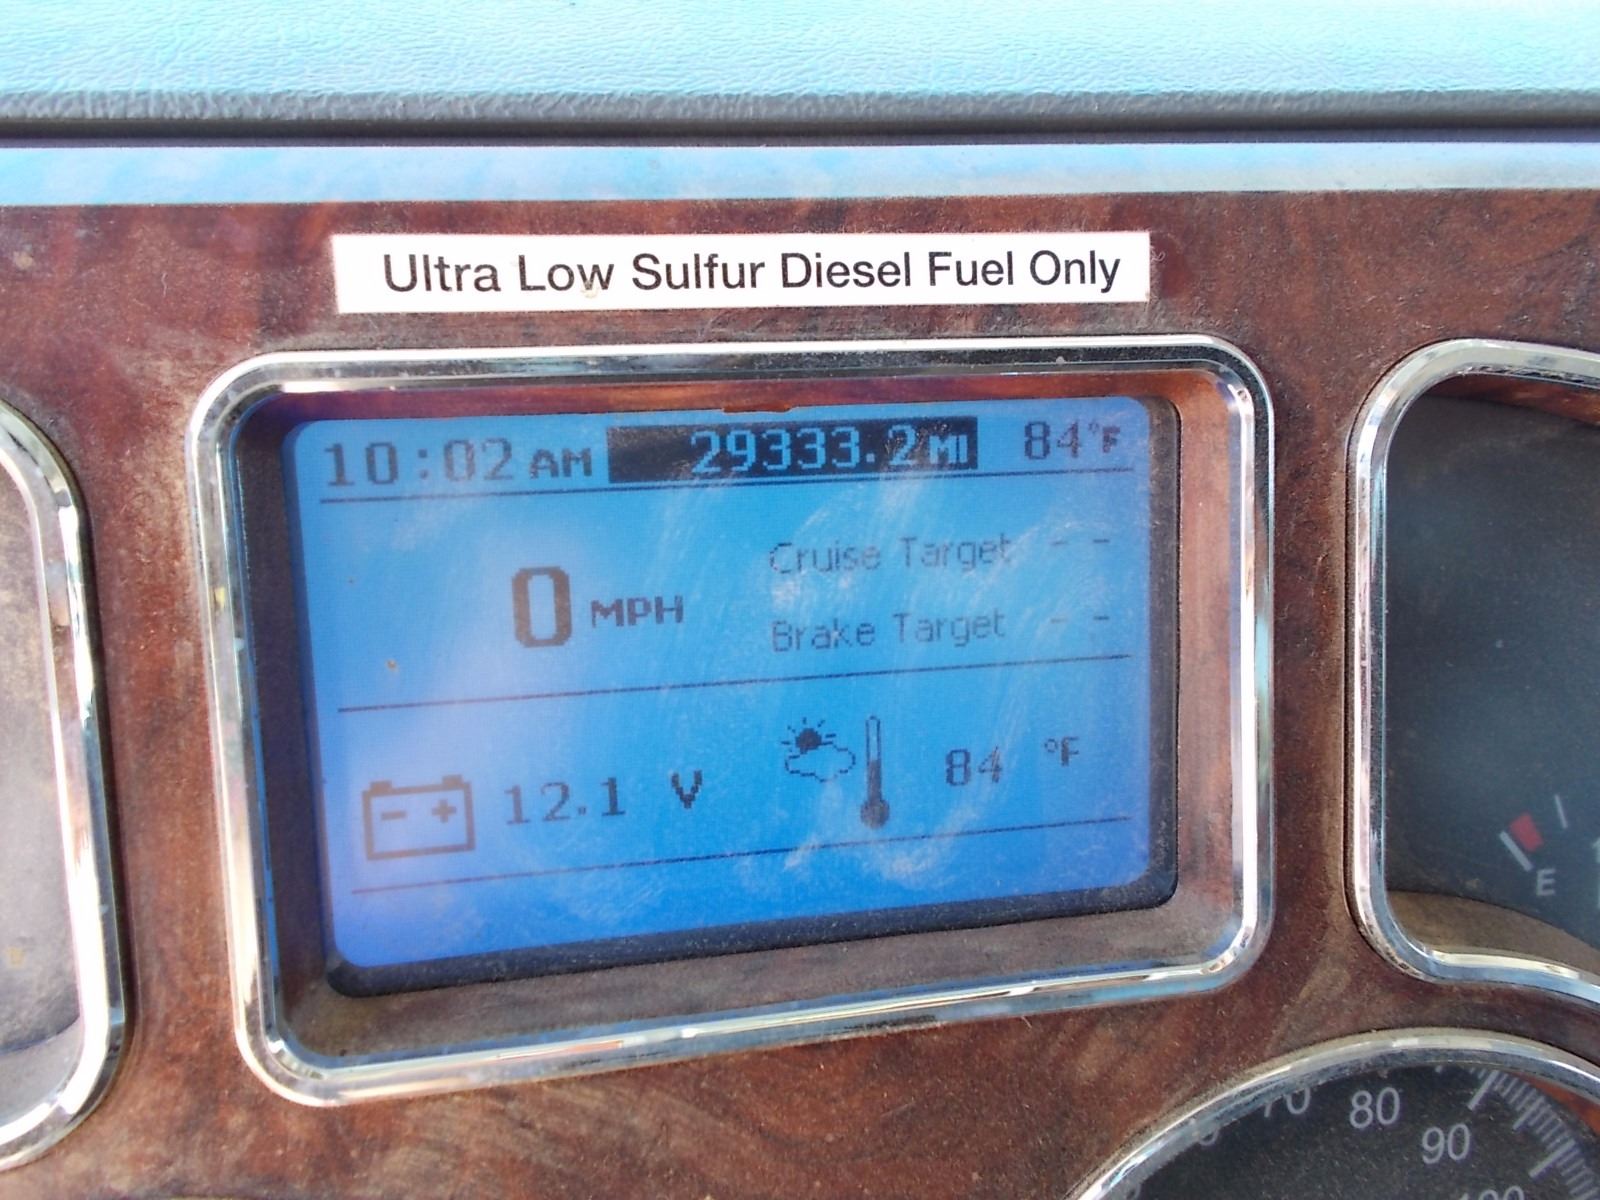 Ultra Low Sulfur Diesel Fuel Only
10:02 AM 29333.2 MI 84°F
Cruise Target - -
0 MPH
Brake Target - -
- + 12.1 V 84 °F
E
70 80
90